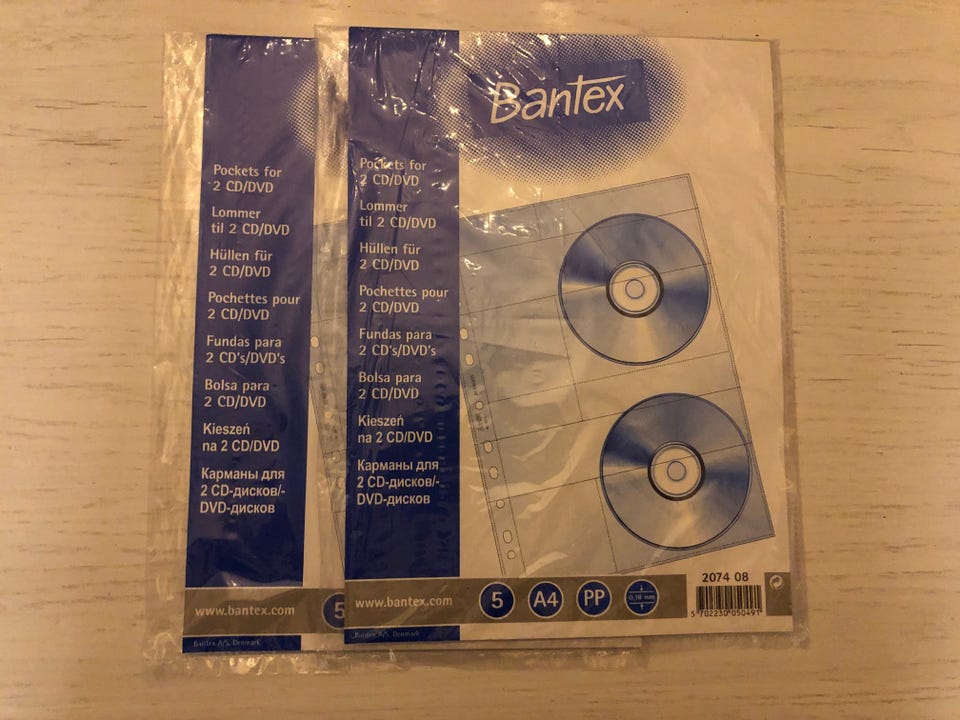 Pockets for
2 CD/DVD
Lommer
til 2 CD/DVD
Hüllen für
2 CD/DVD
Pochettes pour
2 CD/DVD
Fundas para
2 CD's/DVD's
Bolsa para
2 CD/DVD
Kieszeń
na 2 CD/DVD
Карманы для
2 CD-дисков/-
DVD-дисков
www.bantex.com
5
Bantex A/S, Denmark
Bantex
Pockets for
2 CD/DVD
Lommer
til 2 CD/DVD
Hüllen für
2 CD/DVD
Pochettes pour
2 CD/DVD
Fundas para
2 CD's/DVD's
Bolsa para
2 CD/DVD
Kieszeń
na 2 CD/DVD
Карманы для
2 CD-дисков/-
DVD-дисков
www.bantex.com
5
A4
PP
0,18 mm
2074 08
5 702230 050491
Bantex A/S, Denmark